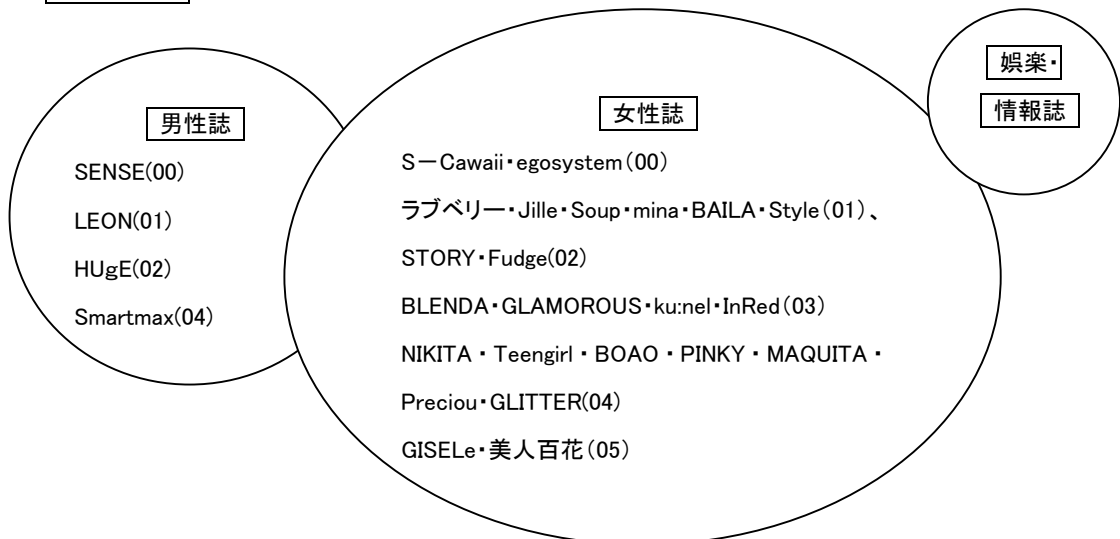 男性誌
SENSE(00)
LEON(01)
HUgE(02)
Smartmax(04)
女性誌
S－Cawaii・egosystem(00)
ラブベリー・Jille・Soup・mina・BAILA・Style(01)、
STORY・Fudge(02)
BLENDA・GLAMOROUS・ku:nel・InRed(03)
NIKITA・Teengirl・BOAO・PINKY・MAQUITA・
Preciou・GLITTER(04)
GISELe・美人百花(05)
娯楽・
情報誌